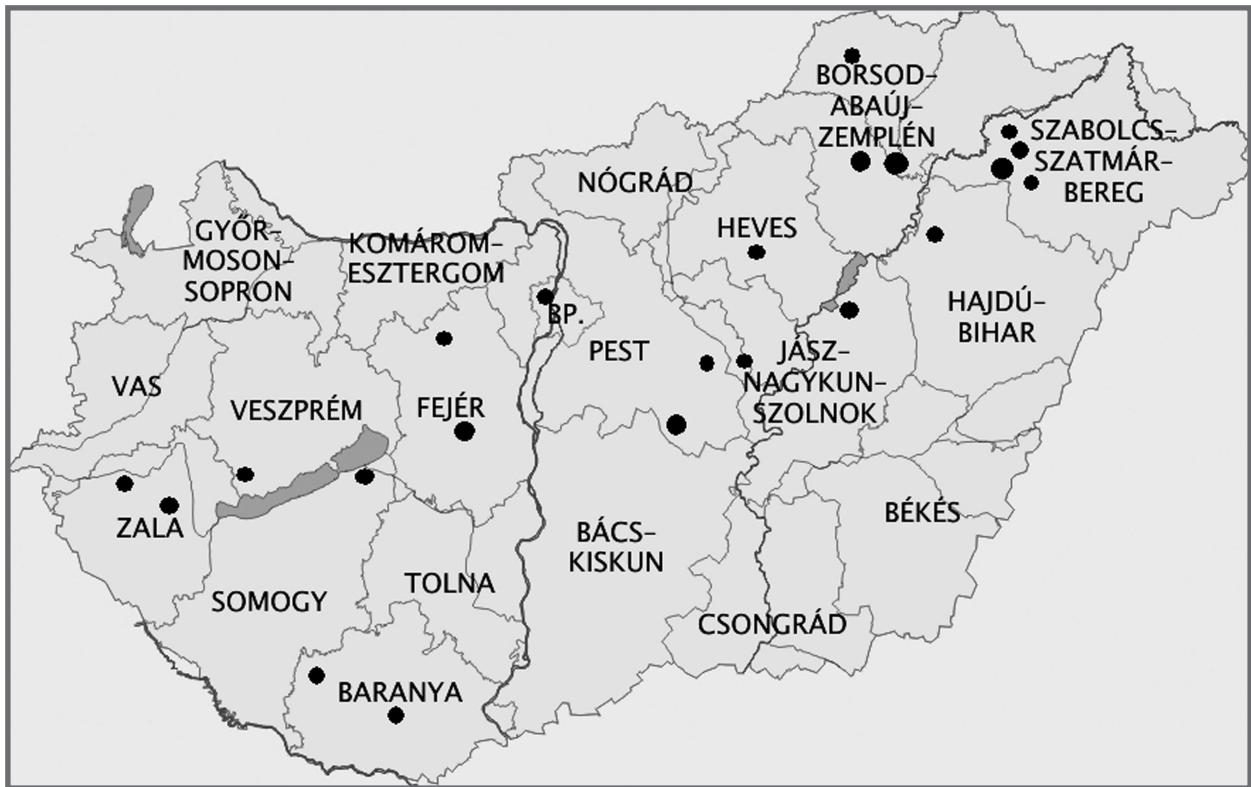 BORSOD-
ABAÚJ-
ZEMPLÉN
SZABOLCS-
SZATMÁR-
BEREG
NÓGRÁD
HEVES
GYŐR-
MOSON-
SOPRON
KOMÁROM-
ESZTERGOM
BP.
PEST
HAJDÚ-
BIHAR
JÁSZ-
NAGYKUN-
SZOLNOK
VAS
VESZPRÉM
FEJÉR
ZALA
BÁCS-
KISKUN
BÉKÉS
SOMOGY
TOLNA
CSONGRÁD
BARANYA